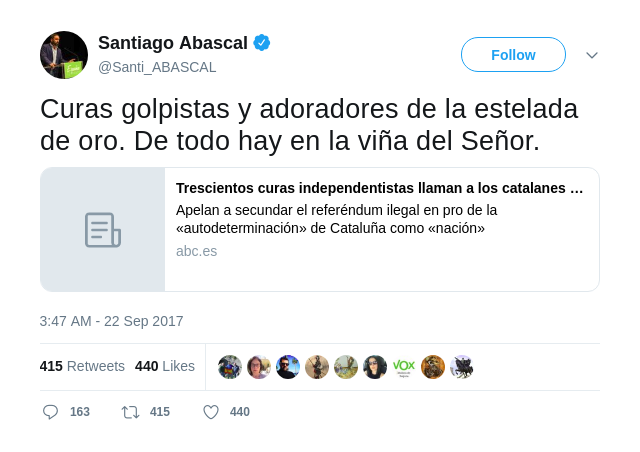 Santiago Abascal
@Santi_ABASCAL
Follow
Curas golpistas y adoradores de la estelada
de oro. De todo hay en la viña del Señor.
Trescientos curas independentistas llaman a los catalanes …
Apelan a secundar el referéndum ilegal en pro de la
«autodeterminación» de Cataluña como «nación»
abc.es
3:47 AM - 22 Sep 2017
415 Retweets 440 Likes
VOX
163 415 440